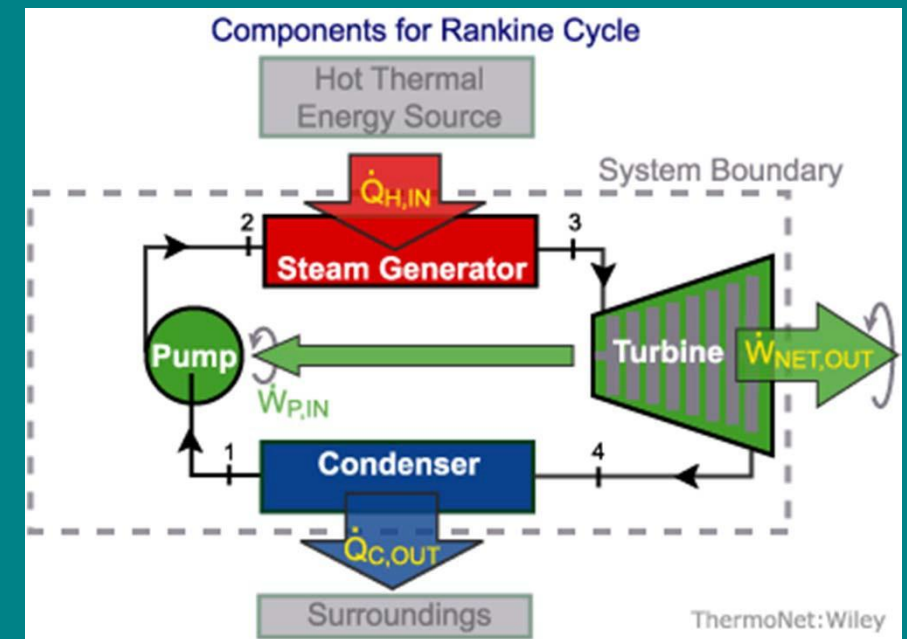 Components for Rankine Cycle
Hot Thermal
Energy Source
System Boundary
Q̇H,IN
2
3
Steam Generator
Pump
Turbine
ẆNET,OUT
ẆP,IN
1
Condenser
4
Q̇C,OUT
Surroundings
ThermoNet:Wiley